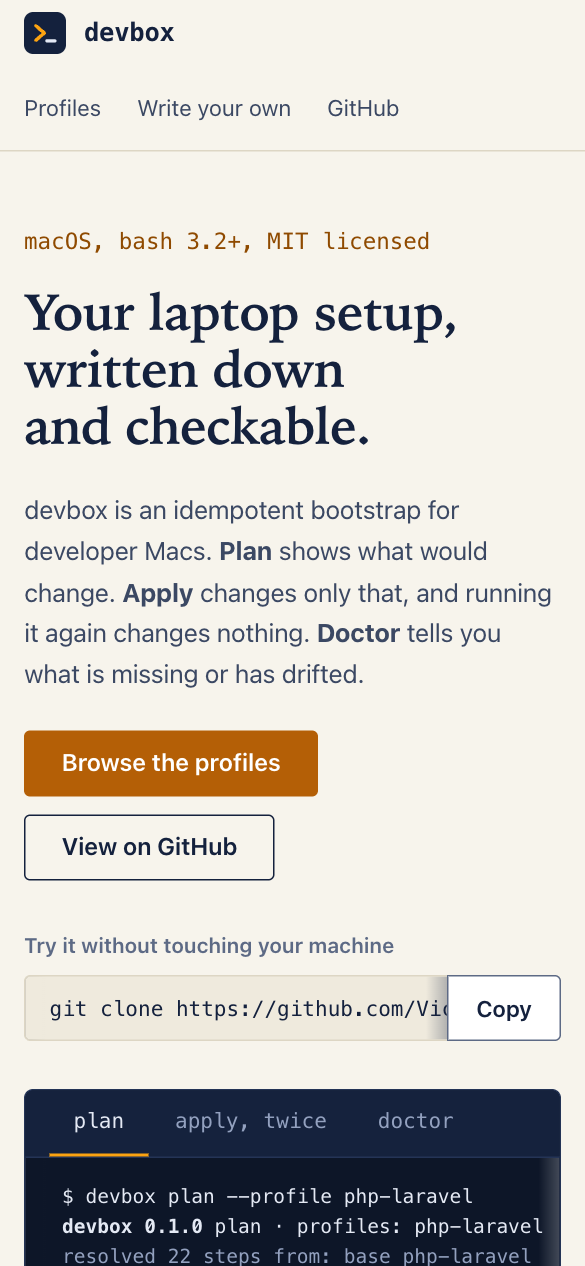 devbox
Profiles Write your own GitHub
macOS, bash 3.2+, MIT licensed
Your laptop setup,
written down
and checkable.
devbox is an idempotent bootstrap for
developer Macs. Plan shows what would
change. Apply changes only that, and running
it again changes nothing. Doctor tells you
what is missing or has drifted.
Browse the profiles
View on GitHub
Try it without touching your machine
git clone https://github.com/Vic Copy
plan apply, twice doctor
$ devbox plan --profile php-laravel
devbox 0.1.0 plan · profiles: php-laravel
resolved 22 steps from: base php-laravel